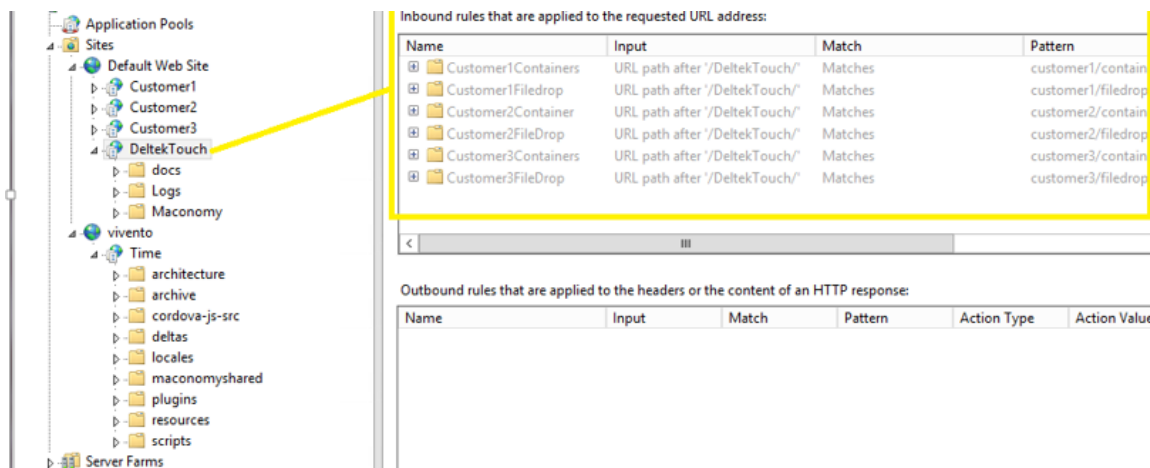 Application Pools
Sites
Default Web Site
Customer1
Customer2
Customer3
DeltekTouch
docs
Logs
Maconomy
vivento
Time
architecture
archive
cordova-js-src
deltas
locales
maconomyshared
plugins
resources
scripts
Server Farms
Inbound rules that are applied to the requested URL address:
Name Input Match Pattern
Customer1Containers URL path after '/DeltekTouch/' Matches customer1/contain
Customer1Filedrop URL path after '/DeltekTouch/' Matches customer1/filedrop
Customer2Container URL path after '/DeltekTouch/' Matches customer2/contain
Customer2FileDrop URL path after '/DeltekTouch/' Matches customer2/filedrop
Customer3Containers URL path after '/DeltekTouch/' Matches customer3/contain
Customer3FileDrop URL path after '/DeltekTouch/' Matches customer3/filedrop
Outbound rules that are applied to the headers or the content of an HTTP response:
Name Input Match Pattern Action Type Action Value